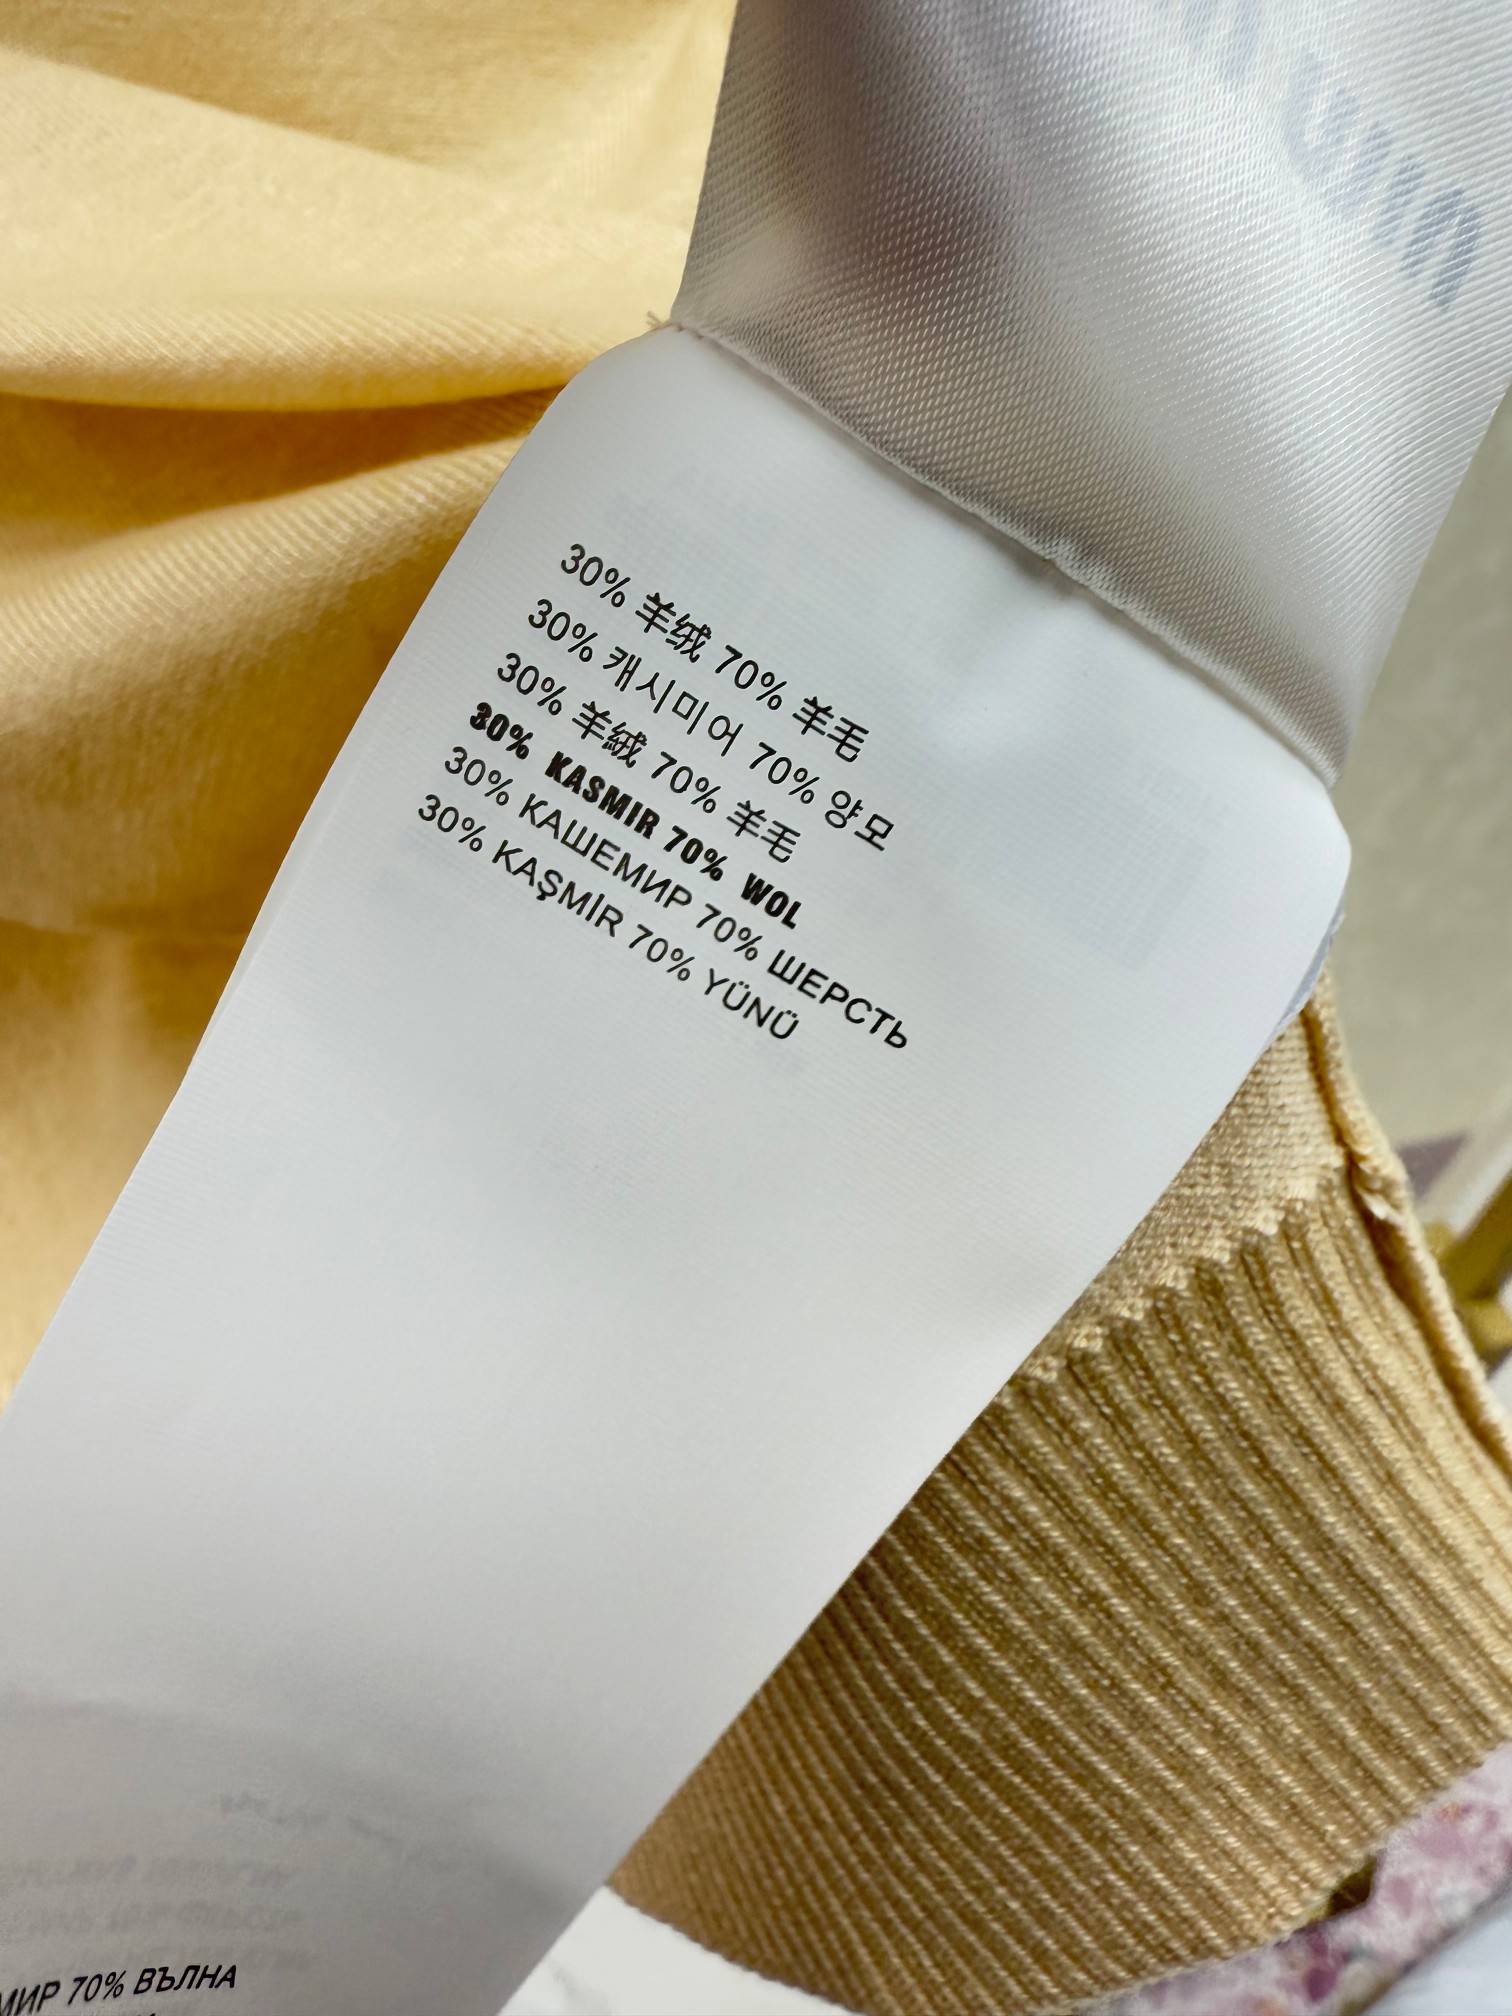 30% 羊绒 70% 羊毛
30% 캐시미어 70% 양모
30% 羊絨 70% 羊毛
30% KASMIR 70% WOL
30% КАШЕМИР 70% ШЕРСТЬ
30% KAŞMİR 70% YÜNÜ
70% ВЪЛНА